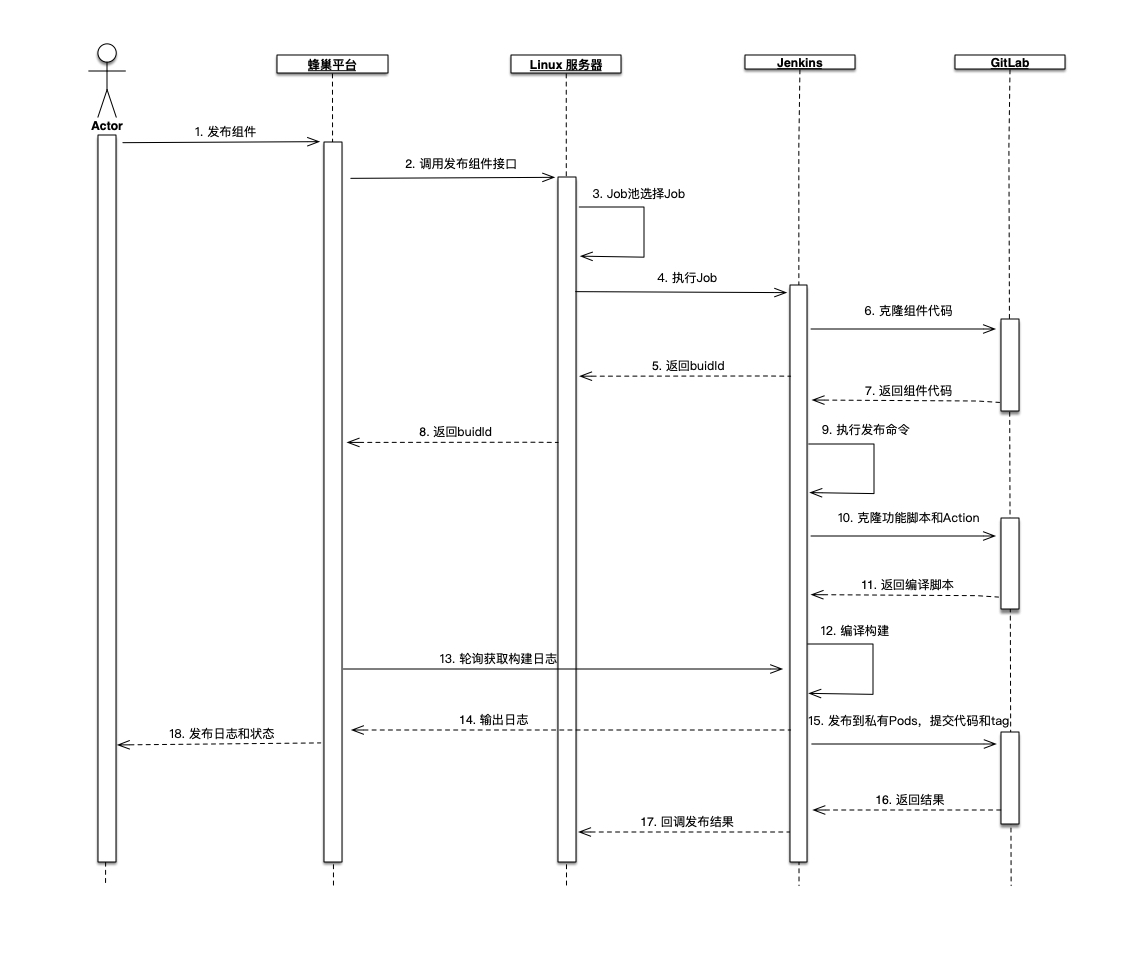 蜂巢平台
Linux 服务器
Jenkins
GitLab
Actor
1. 发布组件
2. 调用发布组件接口
3. Job池选择Job
4. 执行Job
6. 克隆组件代码
5. 返回buidId
7. 返回组件代码
8. 返回buidId
9. 执行发布命令
10. 克隆功能脚本和Action
11. 返回编译脚本
12. 编译构建
13. 轮询获取构建日志
14. 输出日志
15. 发布到私有Pods，提交代码和tag
18. 发布日志和状态
16. 返回结果
17. 回调发布结果